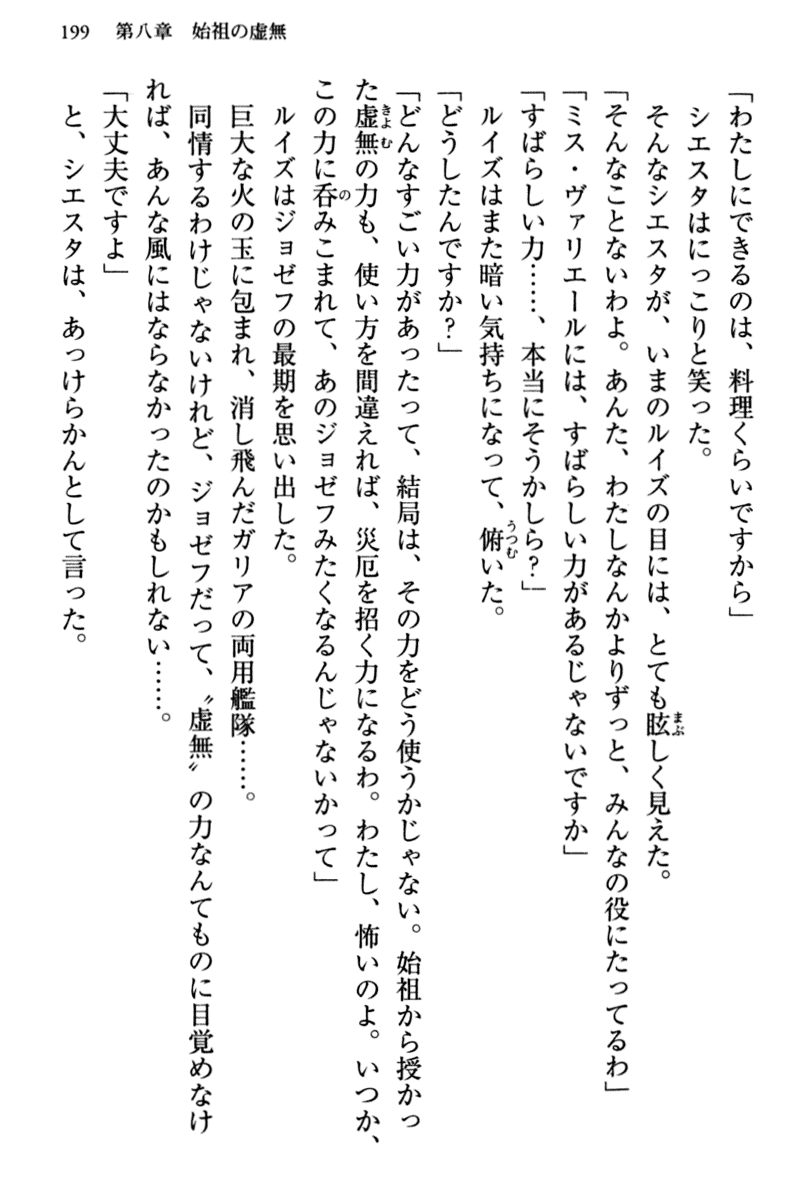 199　第八章　始祖の虚無
「わたしにできるのは、料理くらいですから」
シエスタはにっこりと笑った。
そんなシエスタが、いまのルイズの目には、とても眩しく見えた。
「そんなことないわよ。あんた、わたしなんかよりずっと、みんなの役にたってるわ」
「ミス・ヴァリエールには、すばらしい力があるじゃないですか」
「すばらしい力……、本当にそうかしら？」
ルイズはまた暗い気持ちになって、俯いた。
「どうしたんですか？」
「どんなすごい力があったって、結局は、その力をどう使うかじゃない。始祖から授かっ
た虚無の力も、使い方を間違えれば、災厄を招く力になるわ。わたし、怖いのよ。いつか、
この力に呑みこまれて、あのジョゼフみたくなるんじゃないかって」
ルイズはジョゼフの最期を思い出した。
巨大な火の玉に包まれ、消し飛んだガリアの両用艦隊……。
同情するわけじゃないけれど、ジョゼフだって、〝虚無〟の力なんてものに目覚めなけ
れば、あんな風にはならなかったのかもしれない……。
「大丈夫ですよ」
と、シエスタは、あっけらかんとして言った。